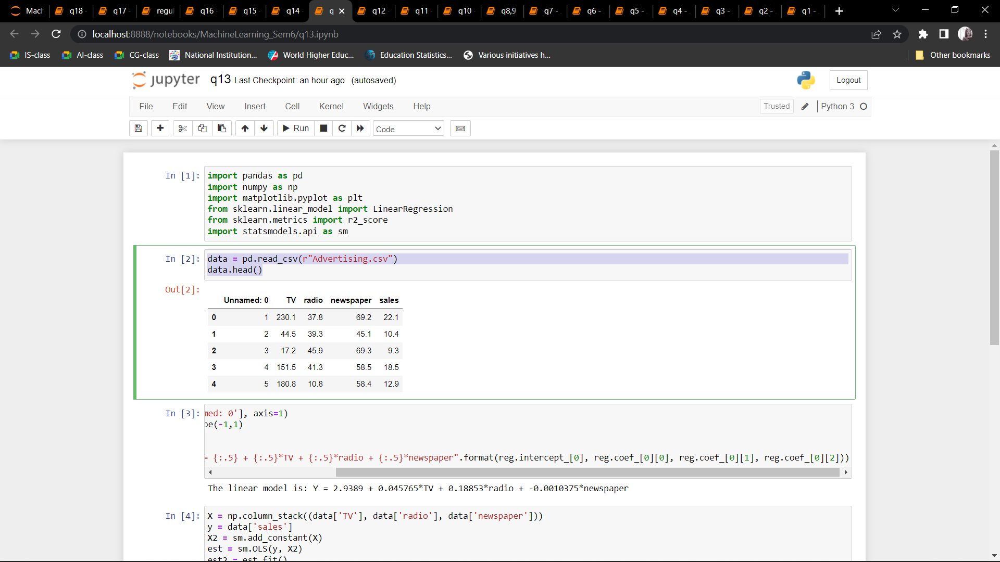 Mach
q18 -
q17 -
regul
q16 -
q15 -
q14 -
q
q12 -
q11 -
q10 -
q8,9
q7 -
q6 -
q5 -
q4 -
q3 -
q2 -
q1 -
localhost:8888/notebooks/MachineLearning_Sem6/q13.ipynb
IS-class
AI-class
CG-class
National Institution...
World Higher Educ...
Education Statistics...
Various initiatives h...
Other bookmarks
jupyter q13 Last Checkpoint: an hour ago (autosaved)
Logout
File Edit View Insert Cell Kernel Widgets Help
Trusted
Python 3
Run
Code
In [1]:
import pandas as pd
import numpy as np
import matplotlib.pyplot as plt
from sklearn.linear_model import LinearRegression
from sklearn.metrics import r2_score
import statsmodels.api as sm
In [2]:
data = pd.read_csv(r"Advertising.csv")
data.head()
Out[2]:
Unnamed: 0 TV radio newspaper sales
0 1 230.1 37.8 69.2 22.1
1 2 44.5 39.3 45.1 10.4
2 3 17.2 45.9 69.3 9.3
3 4 151.5 41.3 58.5 18.5
4 5 180.8 10.8 58.4 12.9
In [3]:
med: 0'], axis=1)
pe(-1,1)
= {:.5} + {:.5}*TV + {:.5}*radio + {:.5}*newspaper".format(reg.intercept_[0], reg.coef_[0][0], reg.coef_[0][1], reg.coef_[0][2]))
The linear model is: Y = 2.9389 + 0.045765*TV + 0.18853*radio + -0.0010375*newspaper
In [4]:
X = np.column_stack((data['TV'], data['radio'], data['newspaper']))
y = data['sales']
X2 = sm.add_constant(X)
est = sm.OLS(y, X2)
est2 = est.fit()